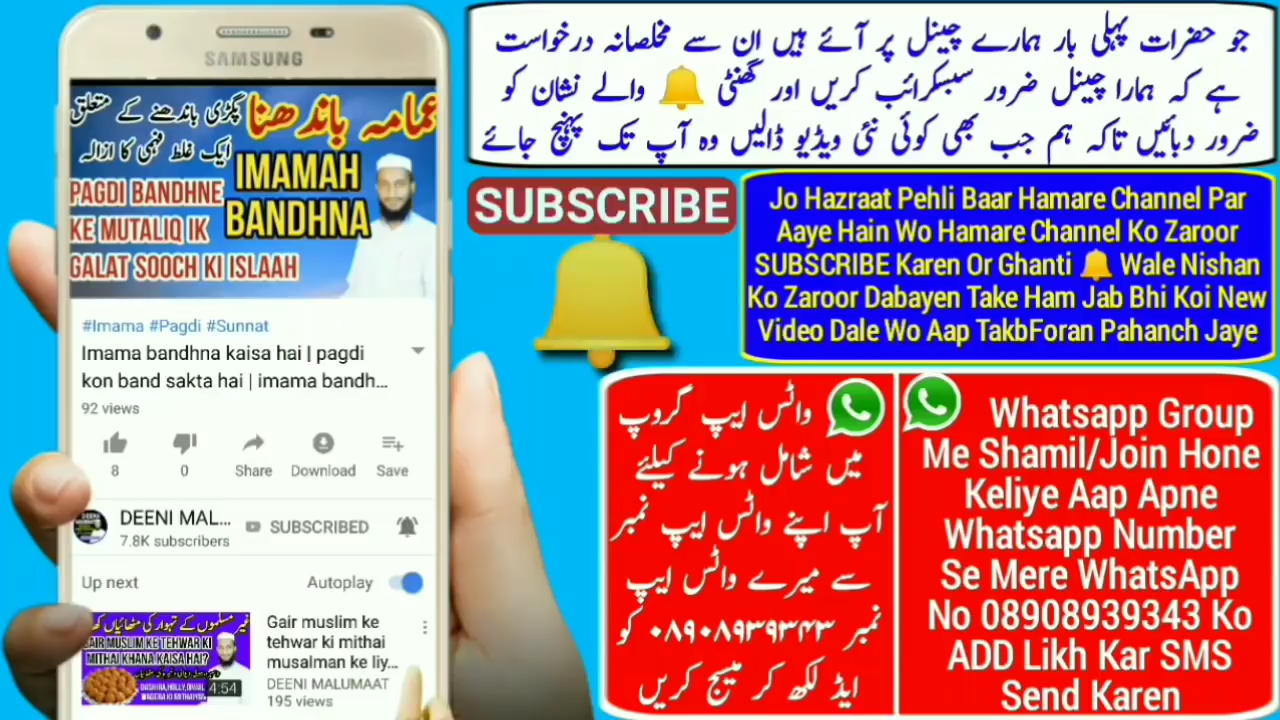 SAMSUNG
عمامہ باندھنا
پگڑی باندھنے کے متعلق
ایک غلط فہمی کا ازالہ
IMAMAH
BANDHNA
PAGDI BANDHNE
KE MUTALIQ IK
GALAT SOOCH KI ISLAAH
#Imama #Pagdi #Sunnat
Imama bandhna kaisa hai | pagdi
kon band sakta hai | imama bandh...
92 views
8
0
Share
Download
Save
DEENI MAL...
7.8K subscribers
SUBSCRIBED
Up next
Autoplay
غیر مسلموں کے تہوار کی مٹھائیاں
GAIR MUSLIM KE TEHWAR KI
MITHAI KHANA KAISA HAI?
4:54
Gair muslim ke
tehwar ki mithai
musalman ke liy...
DEENI MALUMAAT
195 views
جو حضرات پہلی بار ہمارے چینل پر آئے ہیں ان سے مخلصانہ درخواست
ہے کہ ہمارا چینل ضرور سبسکرائب کریں اور گھنٹی 🔔 والے نشان کو
ضرور دبائیں تاکہ ہم جب بھی کوئی نئی ویڈیو ڈالیں وہ آپ تک پہنچ جائے
SUBSCRIBE
Jo Hazraat Pehli Baar Hamare Channel Par
Aaye Hain Wo Hamare Channel Ko Zaroor
SUBSCRIBE Karen Or Ghanti 🔔 Wale Nishan
Ko Zaroor Dabayen Take Ham Jab Bhi Koi New
Video Dale Wo Aap TakbForan Pahanch Jaye
واٹس ایپ گروپ
میں شامل ہونے کیلئے
آپ اپنے واٹس ایپ نمبر
سے میرے واٹس ایپ
نمبر ۰۸۹۰۸۹۳۹۳۴۳ کو
ایڈ لکھ کر میسج کریں
Whatsapp Group
Me Shamil/Join Hone
Keliye Aap Apne
Whatsapp Number
Se Mere WhatsApp
No 08908939343 Ko
ADD Likh Kar SMS
Send Karen